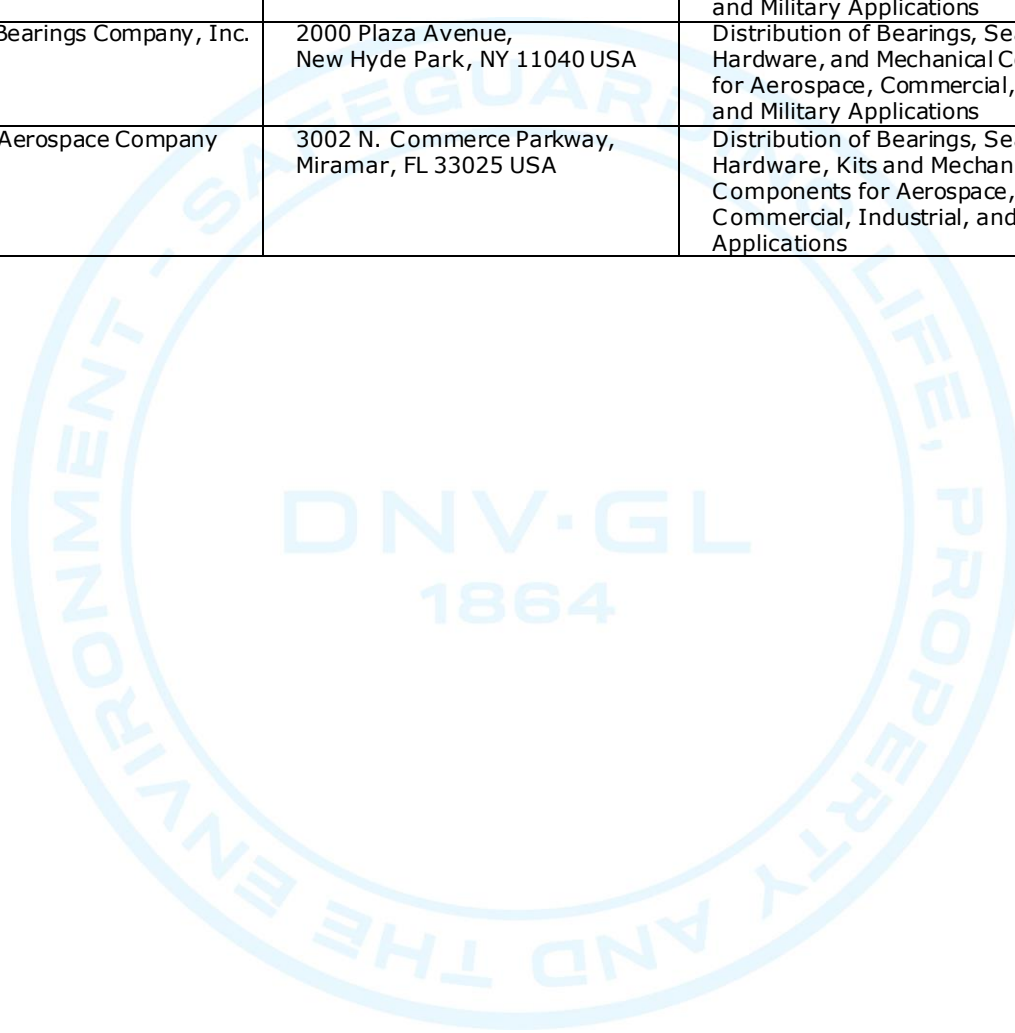 and Military Applications
Bearings Company, Inc.
2000 Plaza Avenue,
New Hyde Park, NY 11040 USA
Distribution of Bearings, Se
Hardware, and Mechanical C
for Aerospace, Commercial,
and Military Applications
Aerospace Company
3002 N. Commerce Parkway,
Miramar, FL 33025 USA
Distribution of Bearings, Se
Hardware, Kits and Mechan
Components for Aerospace,
Commercial, Industrial, and
Applications
SAFEGUARDING LIFE, PROPERTY AND THE ENVIRONMENT -
DNV·GL
1864